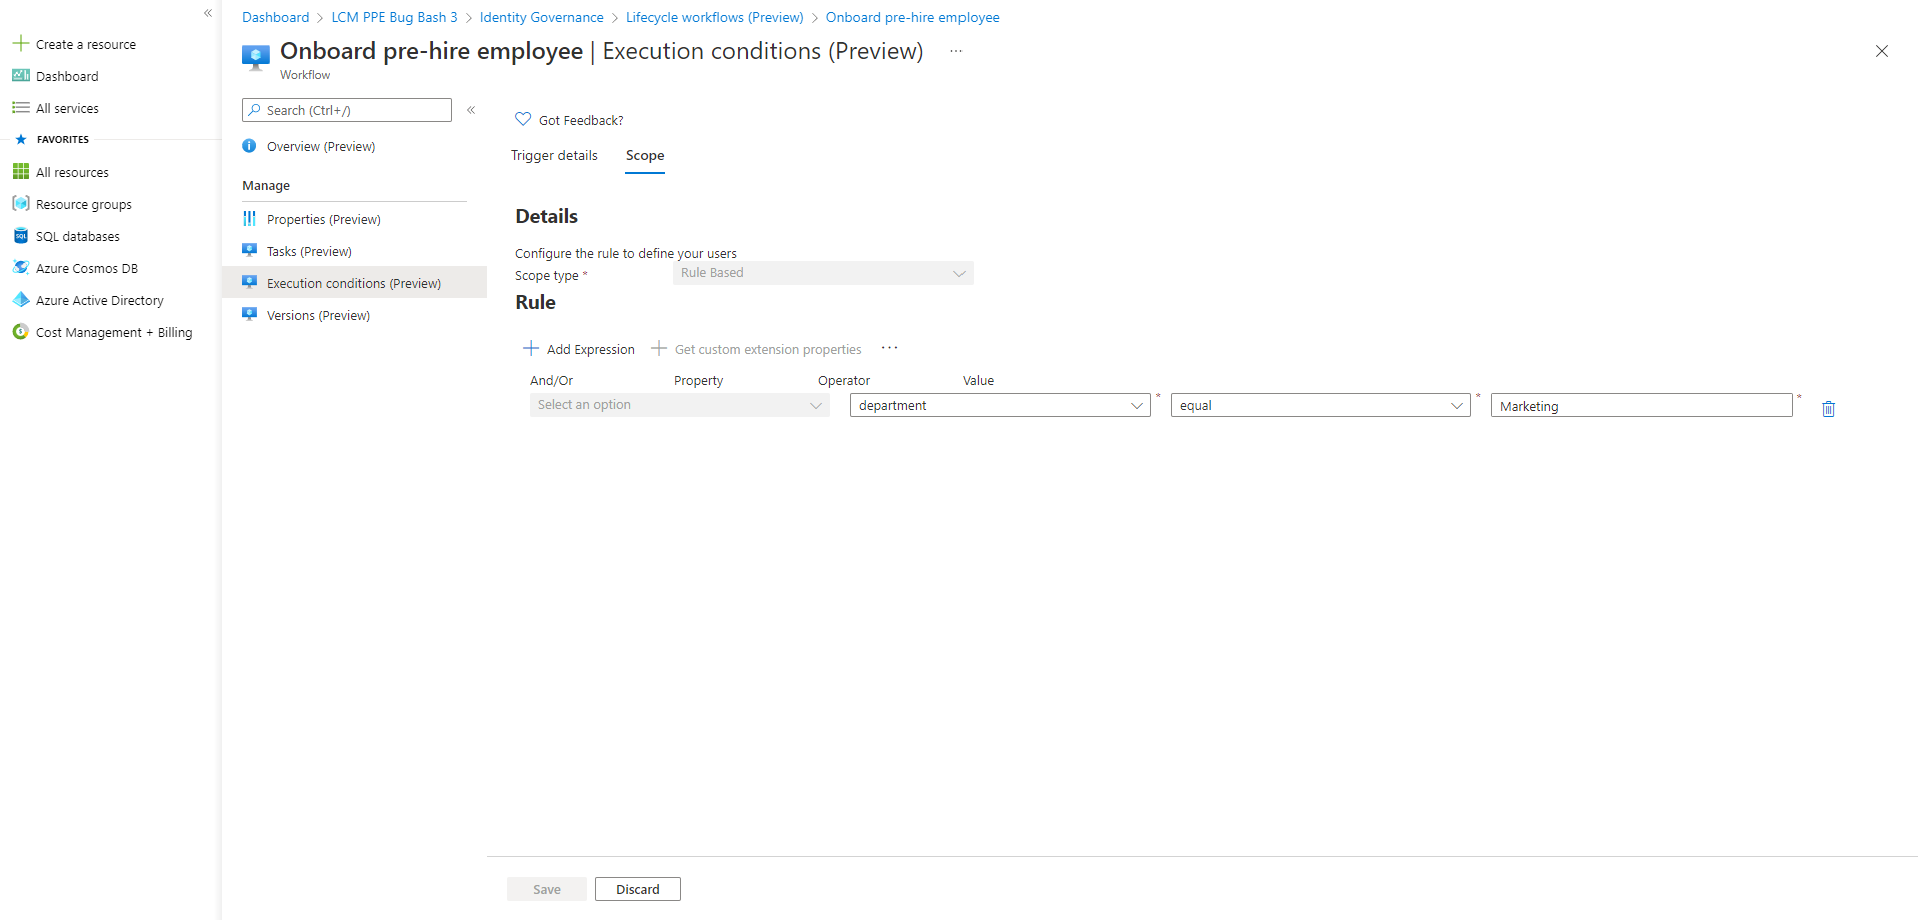 Create a resource
Dashboard
All services
FAVORITES
All resources
Resource groups
SQL databases
Azure Cosmos DB
Azure Active Directory
Cost Management + Billing
Dashboard > LCM PPE Bug Bash 3 > Identity Governance > Lifecycle workflows (Preview) > Onboard pre-hire employee
Onboard pre-hire employee | Execution conditions (Preview) ...
Workflow
Search (Ctrl+/)
Overview (Preview)
Manage
Properties (Preview)
Tasks (Preview)
Execution conditions (Preview)
Versions (Preview)
Got Feedback?
Trigger details Scope
Details
Configure the rule to define your users
Scope type * Rule Based
Rule
Add Expression Get custom extension properties ...
And/Or Property Operator Value
Select an option department * equal * Marketing *
Save Discard